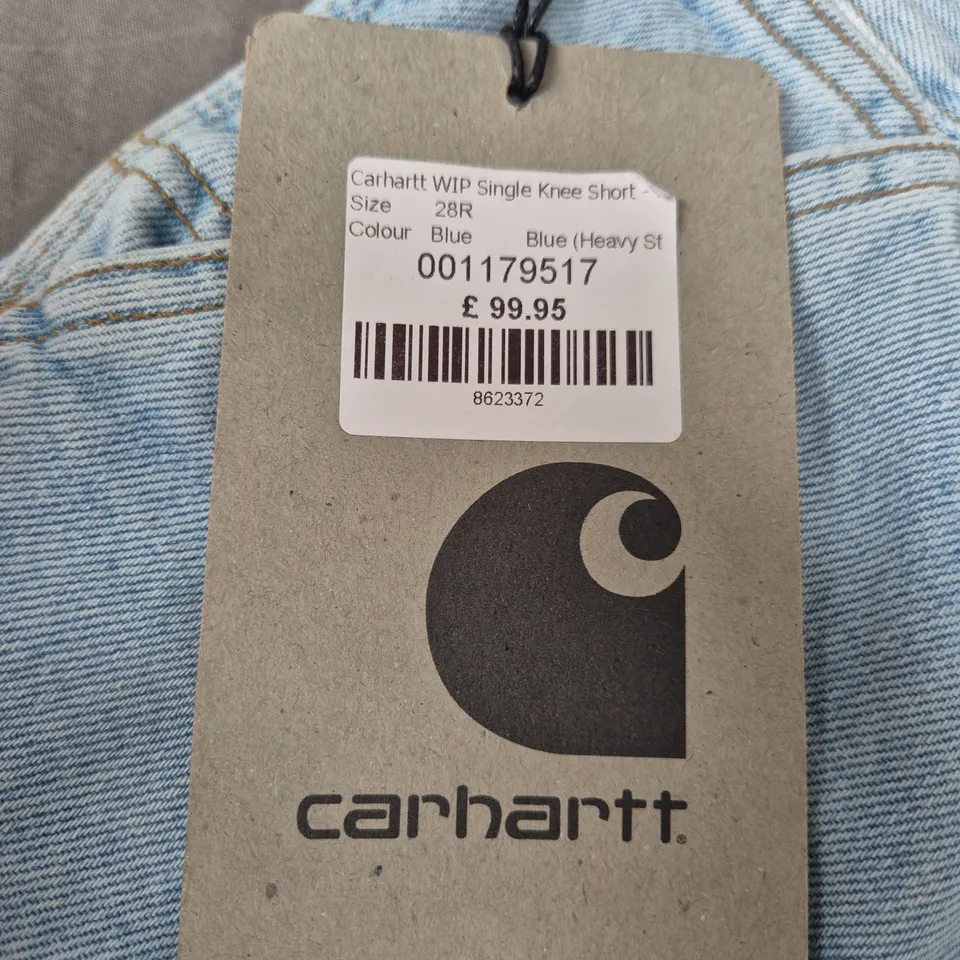 Carhartt WIP Single Knee Short -
Size 28R
Colour Blue Blue (Heavy St
001179517
£ 99.95
8623372
carhartt®